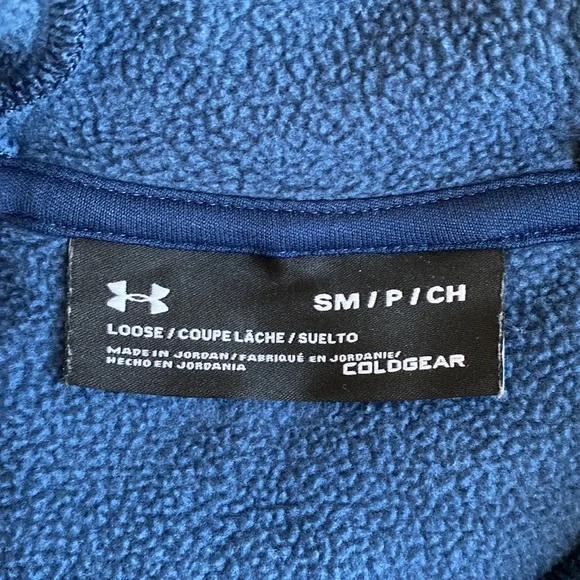 SM / P / CH
LOOSE / COUPE LÂCHE / SUELTO
MADE IN JORDAN / FABRIQUÉ EN JORDANIE/
HECHO EN JORDANIA
COLDGEAR